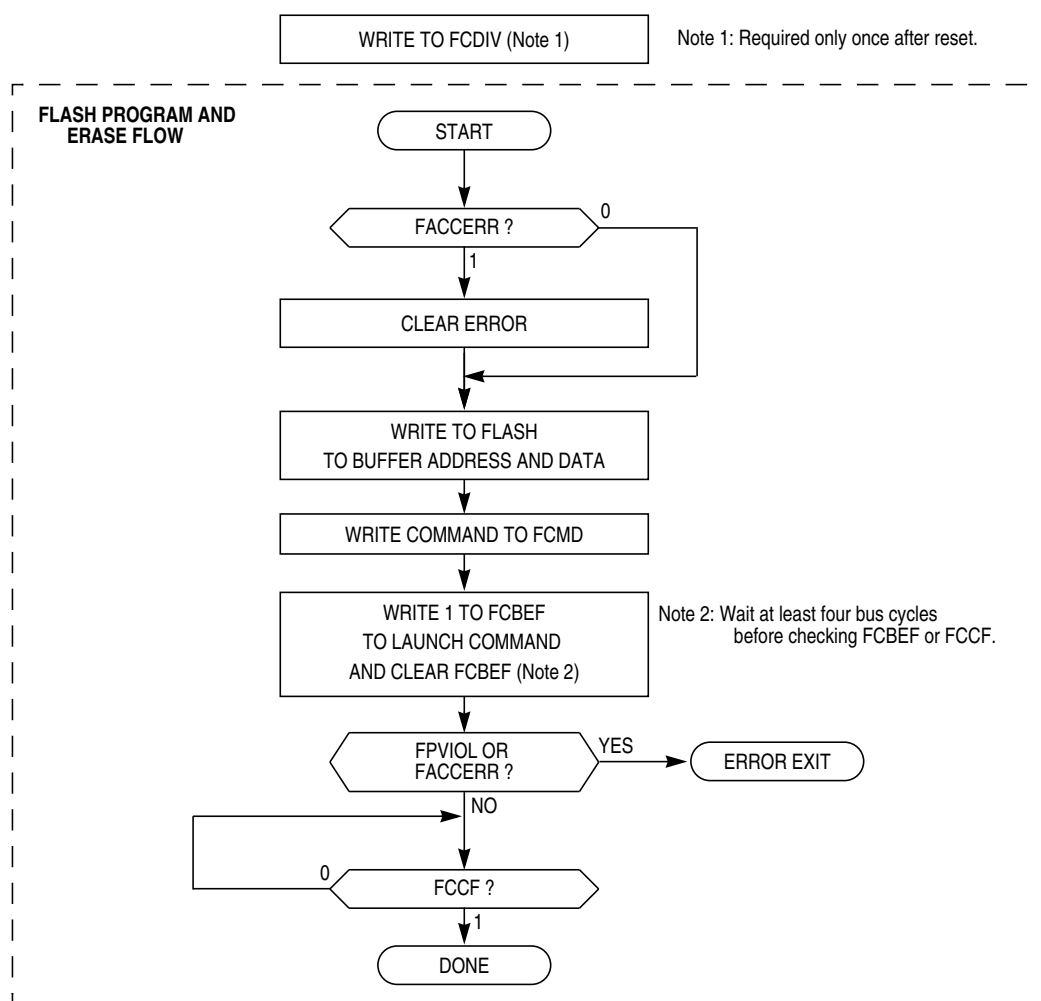 WRITE TO FCDIV (Note 1)
Note 1: Required only once after reset.
FLASH PROGRAM AND
ERASE FLOW
START
FACCERR ?
0
1
CLEAR ERROR
WRITE TO FLASH
TO BUFFER ADDRESS AND DATA
WRITE COMMAND TO FCMD
WRITE 1 TO FCBEF
TO LAUNCH COMMAND
AND CLEAR FCBEF (Note 2)
Note 2: Wait at least four bus cycles
before checking FCBEF or FCCF.
FPVIOL OR
FACCERR ?
YES
ERROR EXIT
NO
0
FCCF ?
1
DONE